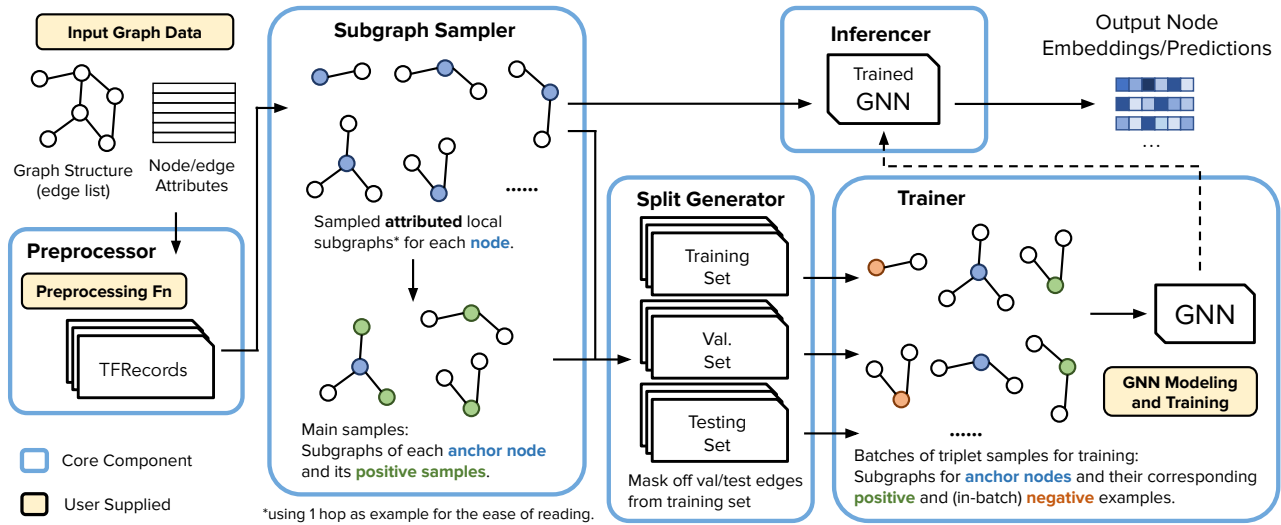 Input Graph Data
Graph Structure
(edge list)
Node/edge
Attributes
Preprocessor
Preprocessing Fn
TFRecords
Core Component
User Supplied
Subgraph Sampler
......
Sampled attributed local
subgraphs* for each node.
Main samples:
Subgraphs of each anchor node
and its positive samples.
*using 1 hop as example for the ease of reading.
Split Generator
Training
Set
Val.
Set
Testing
Set
Mask off val/test edges
from training set
Inferencer
Trained
GNN
Output Node
Embeddings/Predictions
...
Trainer
GNN
GNN Modeling
and Training
......
Batches of triplet samples for training:
Subgraphs for anchor nodes and their corresponding
positive and (in-batch) negative examples.